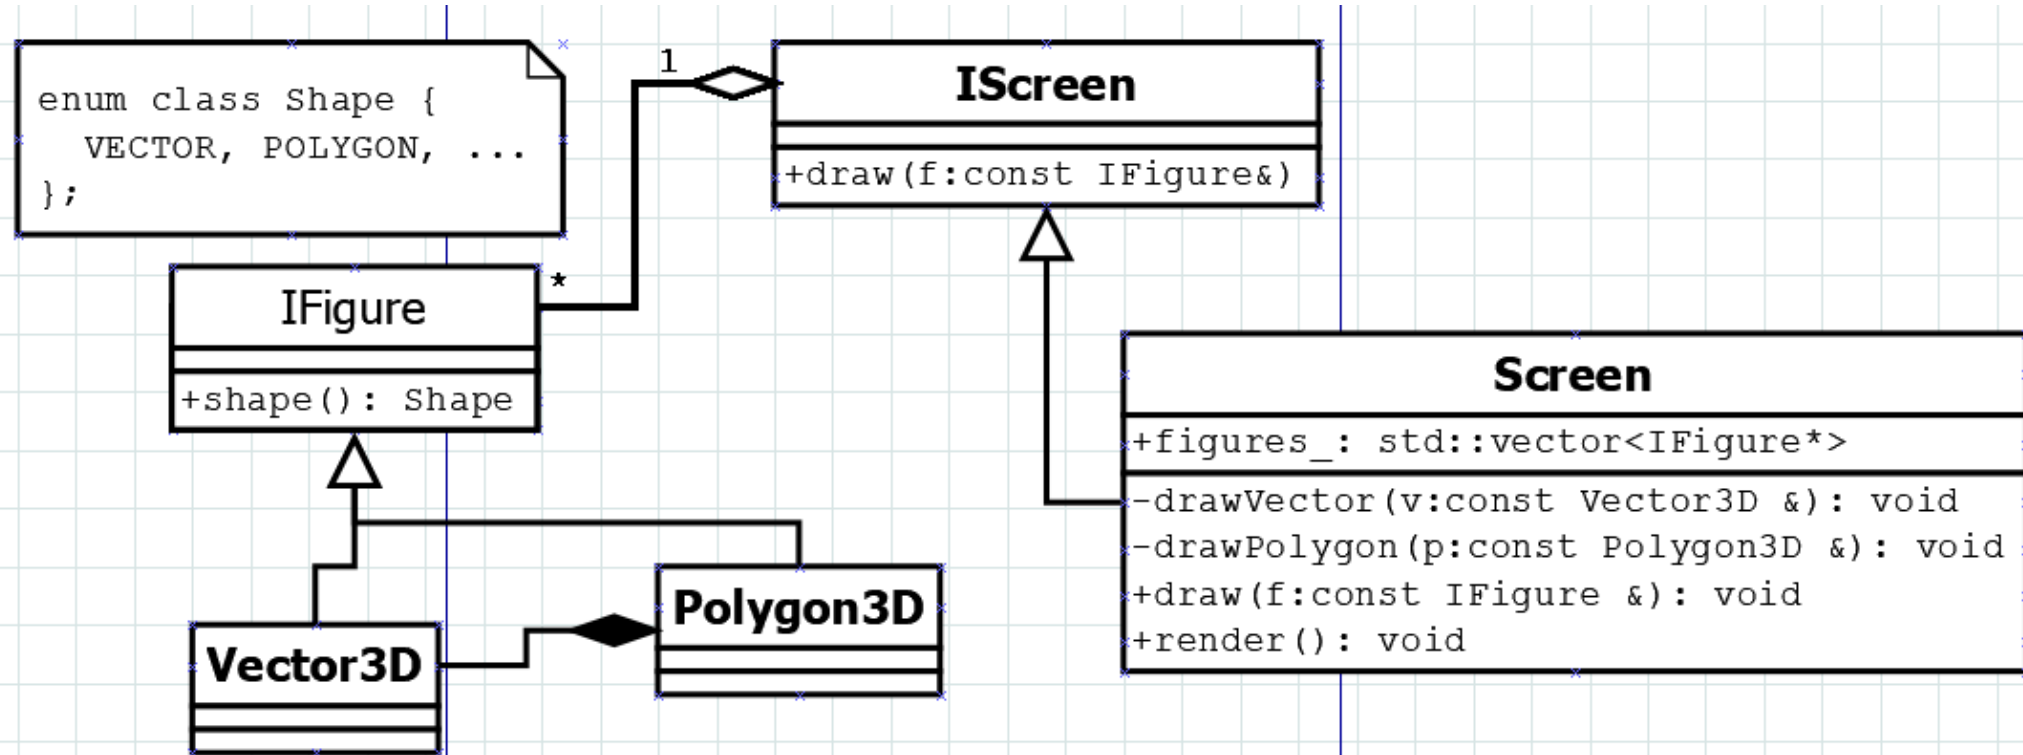 enum class Shape {
VECTOR, POLYGON, ...
};
1
IScreen
+draw(f:const IFigure&)
*
IFigure
+shape(): Shape
Screen
+figures_: std::vector<IFigure*>
-drawVector(v:const Vector3D &): void
-drawPolygon(p:const Polygon3D &): void
+draw(f:const IFigure &): void
+render(): void
Polygon3D
Vector3D